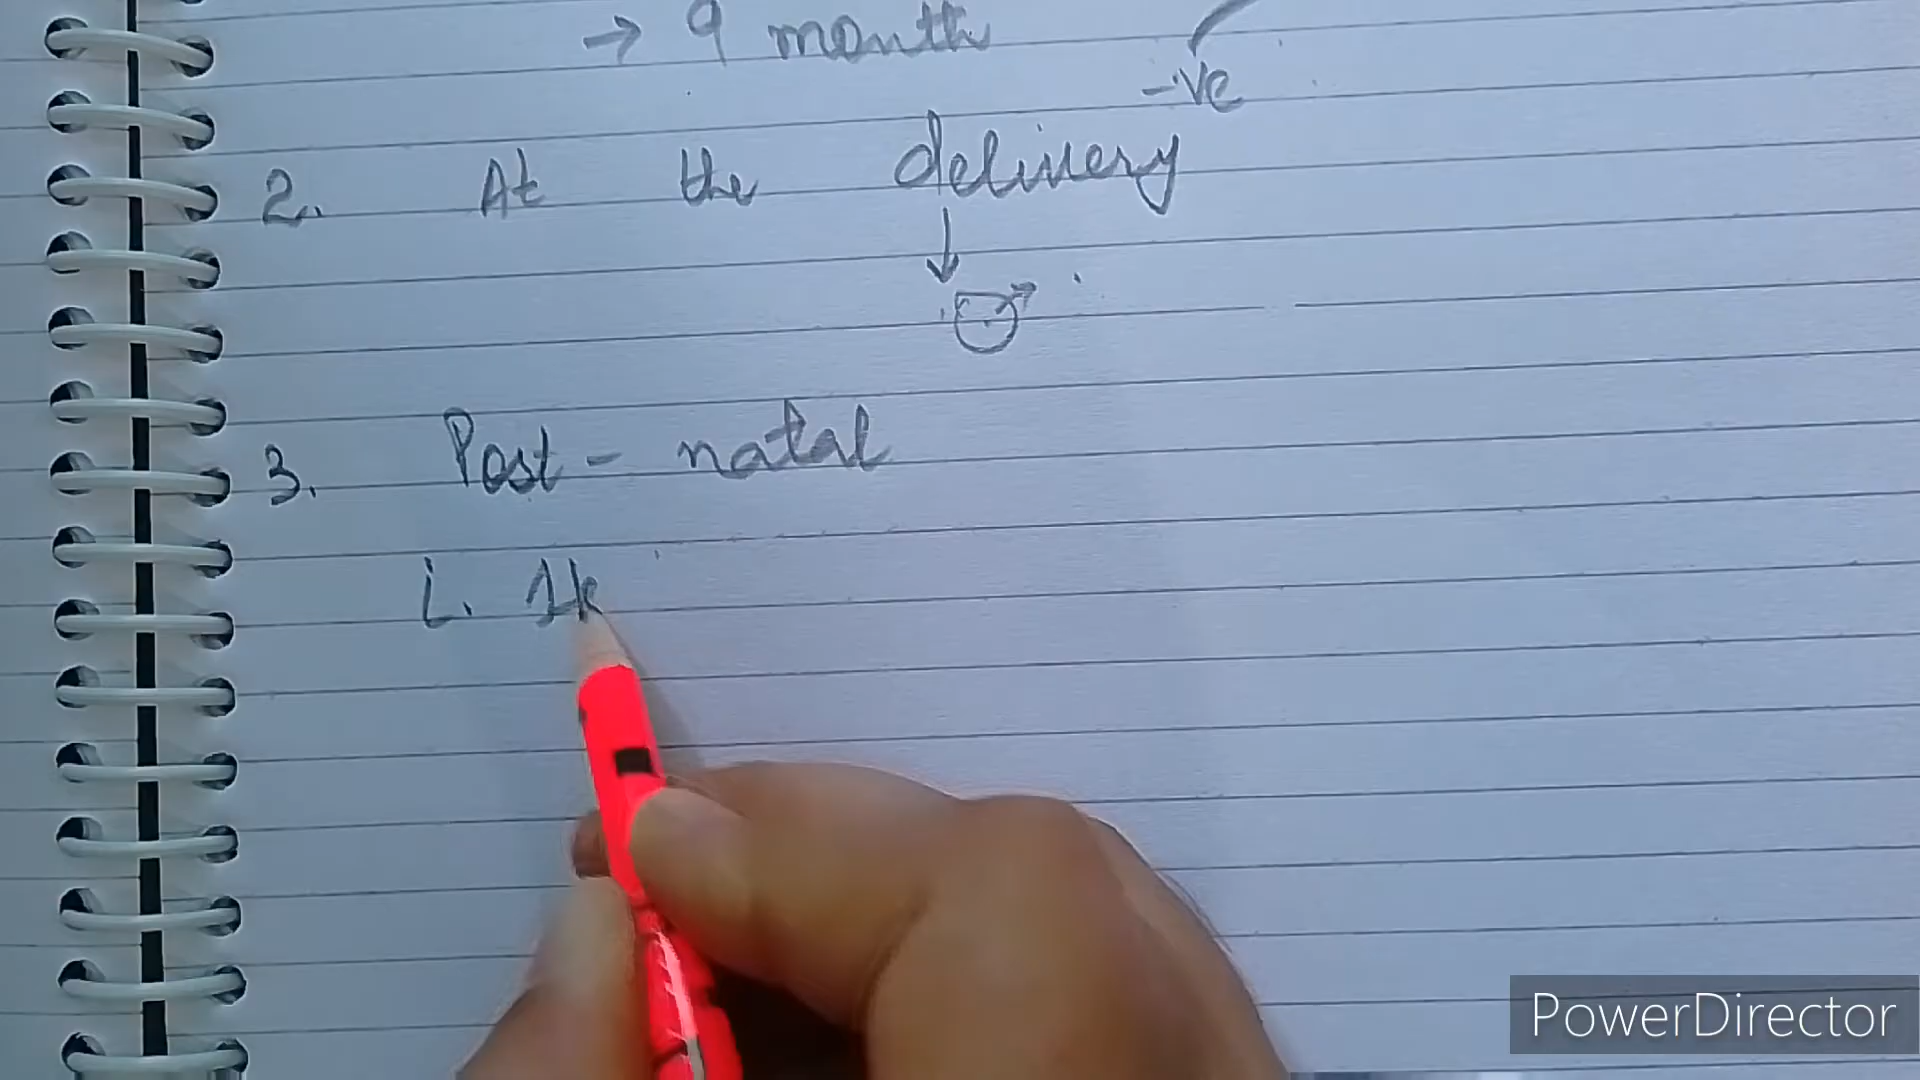 → 9 month
-ve
2. At the delivery
↓
3. Post - natal
i.
PowerDirector